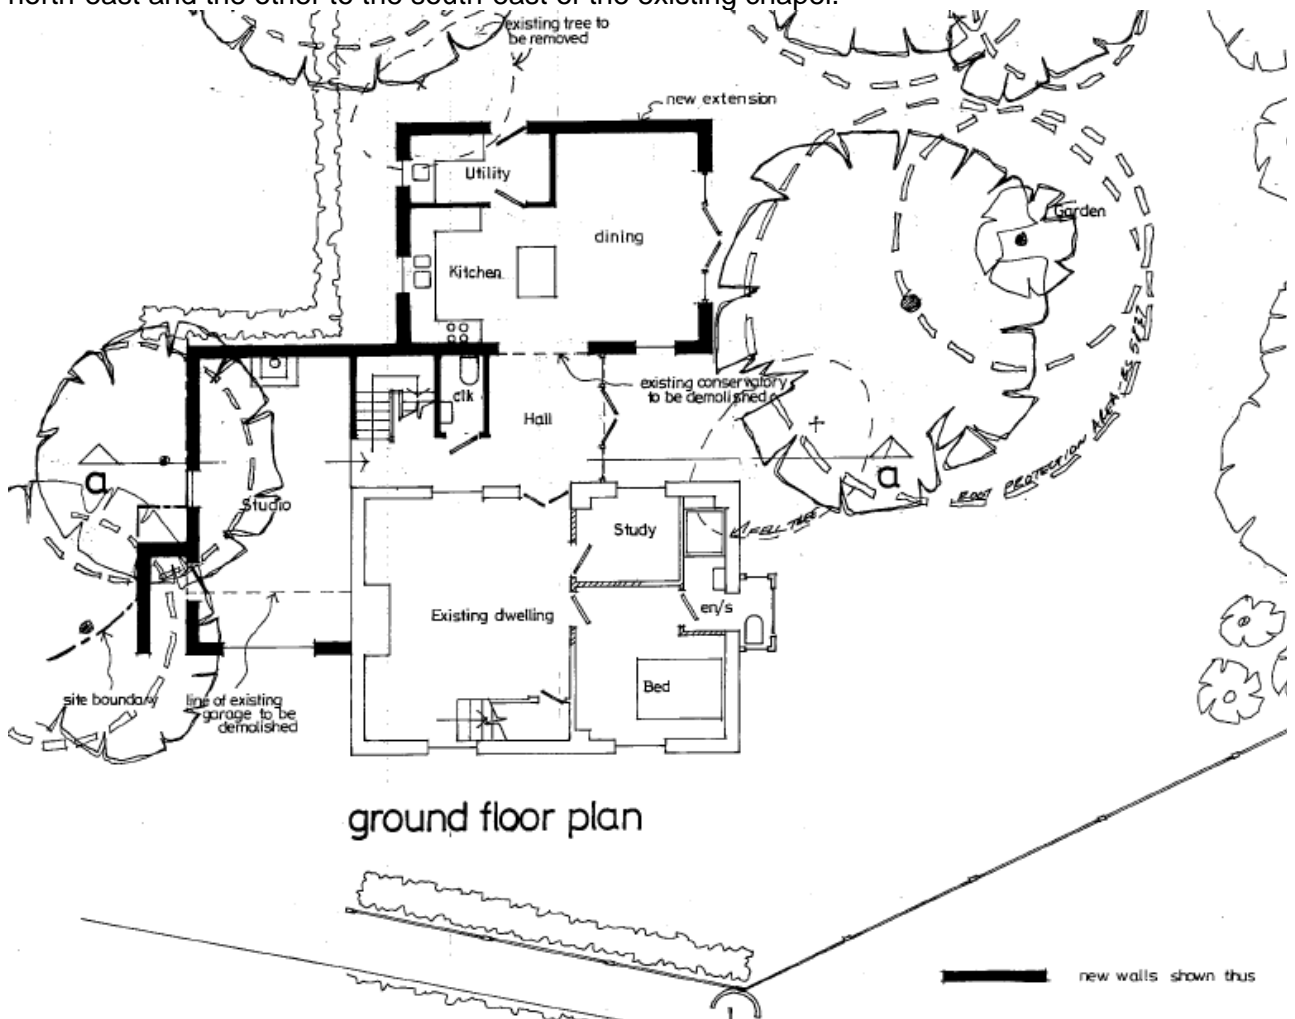 north east and the other to the south east of the existing chapel.
existing tree to
be removed
new extension
Utility
Garden
dining
Kitchen
existing conservatory
to be demolished
clk
Hall
a
a
ROOT PROTECTION AREA-BS 5837
Studio
Study
FELL TREE
en/s
Existing dwelling
Bed
site boundary
line of existing
garage to be
demolished
ground floor plan
new walls shown thus